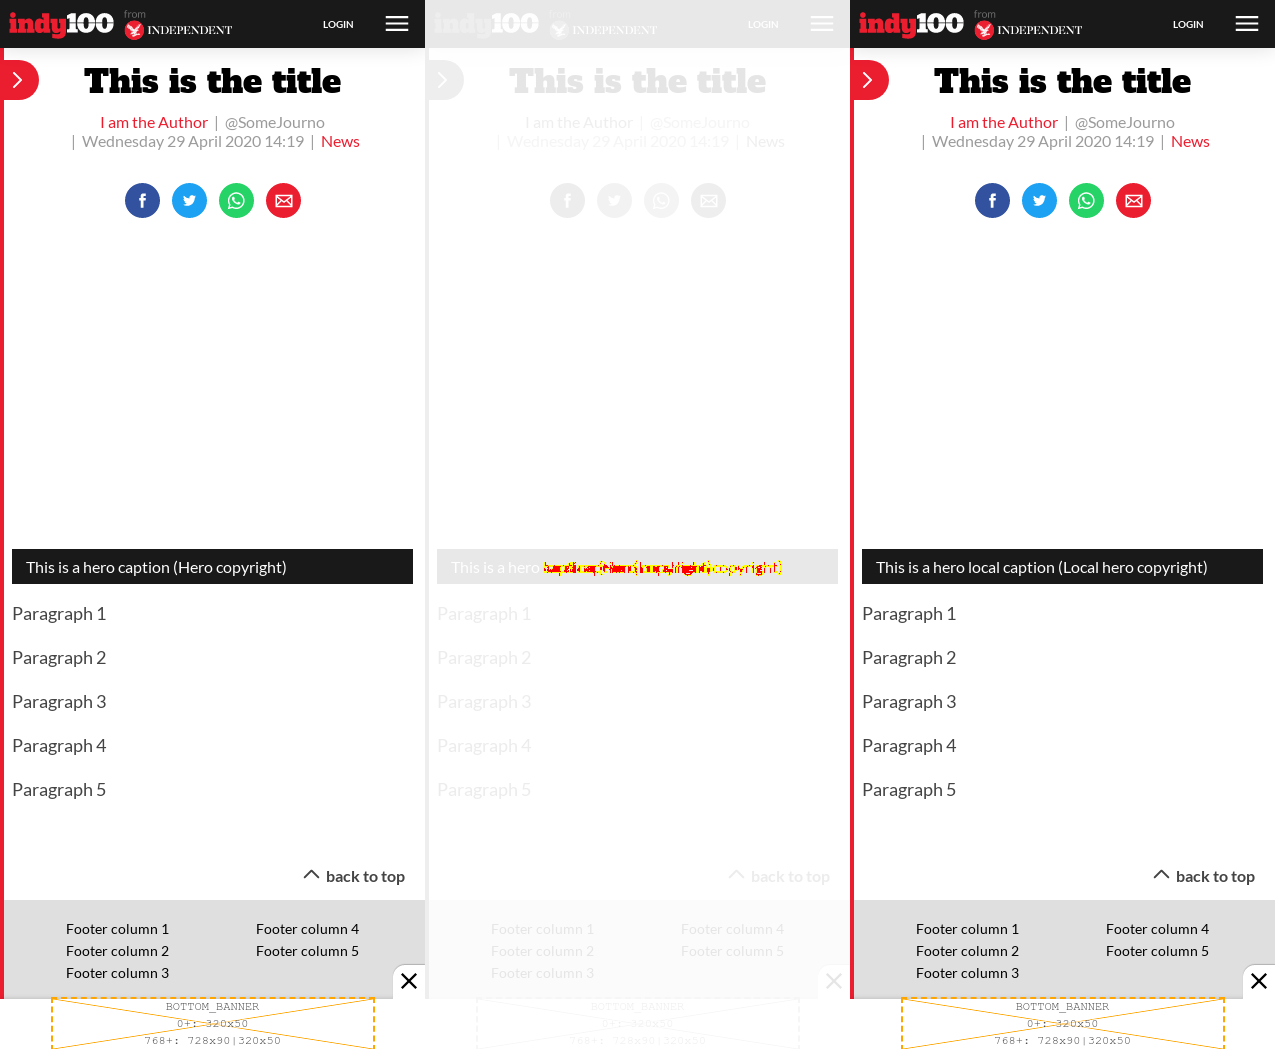 indy100 from INDEPENDENT LOGIN
This is the title
I am the Author | @SomeJourno
| Wednesday 29 April 2020 14:19 | News
This is a hero caption (Hero copyright)
Paragraph 1
Paragraph 2
Paragraph 3
Paragraph 4
Paragraph 5
back to top
Footer column 1 Footer column 4
Footer column 2 Footer column 5
Footer column 3
BOTTOM_BANNER
0+: 320x50
768+: 728x90|320x50
indy100 from INDEPENDENT LOGIN
This is the title
I am the Author | @SomeJourno
| Wednesday 29 April 2020 14:19 | News
This is a hero
Paragraph 1
Paragraph 2
Paragraph 3
Paragraph 4
Paragraph 5
back to top
Footer column 1 Footer column 4
Footer column 2 Footer column 5
Footer column 3
BOTTOM_BANNER
0+: 320x50
768+: 728x90|320x50
indy100 from INDEPENDENT LOGIN
This is the title
I am the Author | @SomeJourno
| Wednesday 29 April 2020 14:19 | News
This is a hero local caption (Local hero copyright)
Paragraph 1
Paragraph 2
Paragraph 3
Paragraph 4
Paragraph 5
back to top
Footer column 1 Footer column 4
Footer column 2 Footer column 5
Footer column 3
BOTTOM_BANNER
0+: 320x50
768+: 728x90|320x50